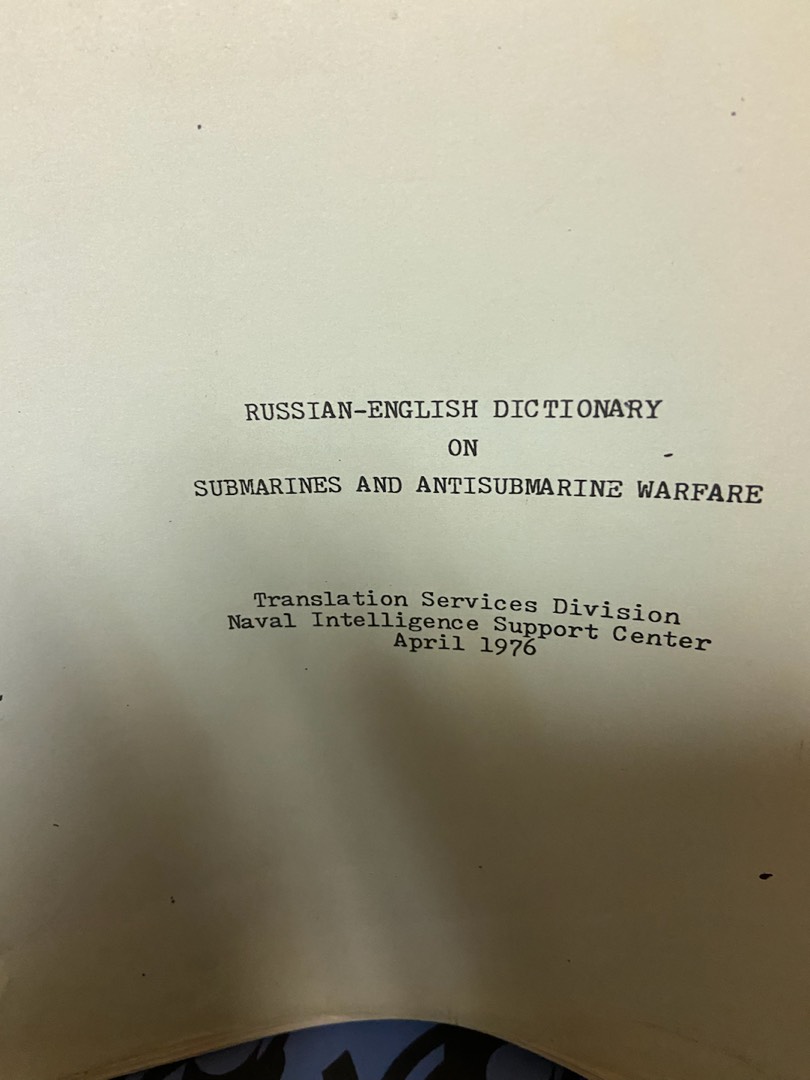 RUSSIAN-ENGLISH DICTIONARY
ON
SUBMARINES AND ANTISUBMARINE WARFARE
Translation Services Division
Naval Intelligence Support Center
April 1976